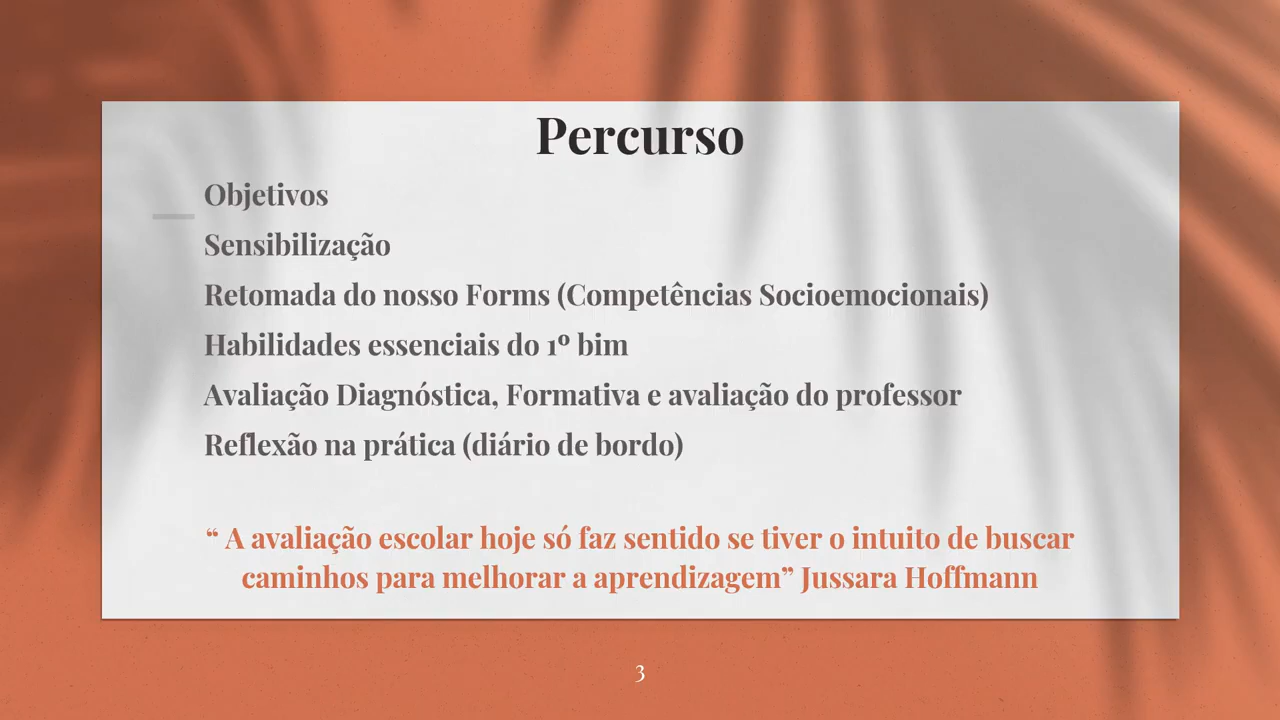 Percurso
Objetivos
Sensibilização
Retomada do nosso Forms (Competências Socioemocionais)
Habilidades essenciais do 1º bim
Avaliação Diagnóstica, Formativa e avaliação do professor
Reflexão na prática (diário de bordo)
“ A avaliação escolar hoje só faz sentido se tiver o intuito de buscar
caminhos para melhorar a aprendizagem” Jussara Hoffmann
3